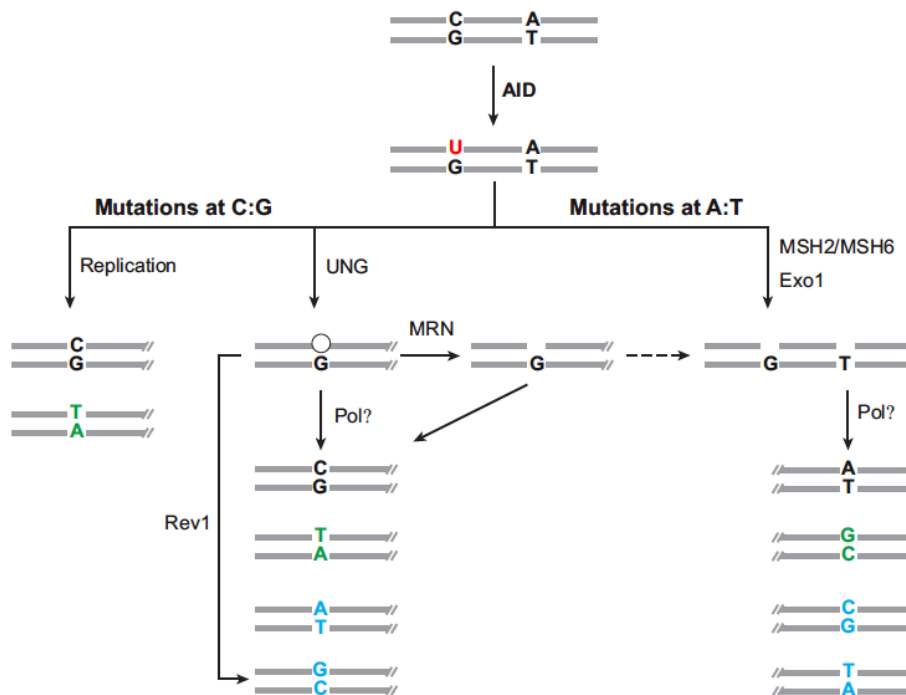 C A
G T
AID
U A
G T
Mutations at C:G Mutations at A:T
Replication
UNG
MSH2/MSH6
Exo1
C
G
MRN
G
G
G T
T
A
Pol?
Pol?
C
G
A
T
Rev1
T
A
G
C
A
T
C
G
G
C
T
A